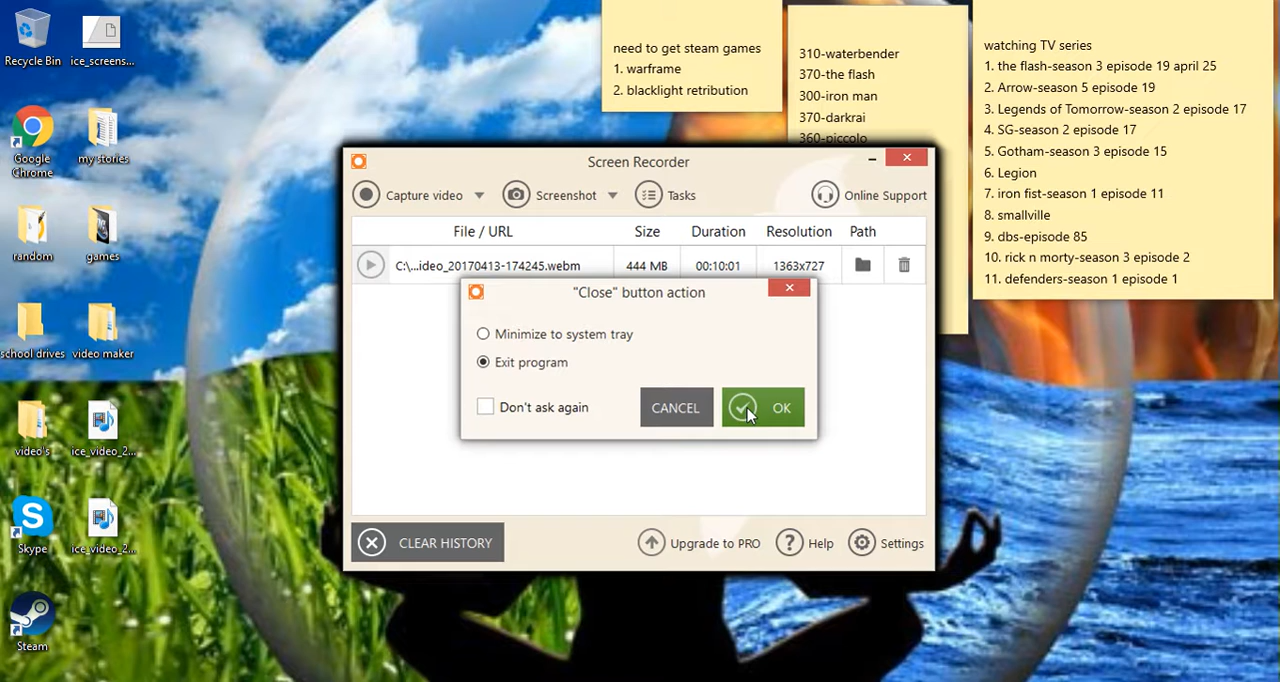 Recycle Bin
ice_screens...
Google
Chrome
my stories
random
games
school drives
video maker
video's
ice_video_2...
Skype
ice_video_2...
Steam
need to get steam games
1. warframe
2. blacklight retribution
310-waterbender
370-the flash
300-iron man
370-darkrai
360-piccolo
watching TV series
1. the flash-season 3 episode 19 april 25
2. Arrow-season 5 episode 19
3. Legends of Tomorrow-season 2 episode 17
4. SG-season 2 episode 17
5. Gotham-season 3 episode 15
6. Legion
7. iron fist-season 1 episode 11
8. smallville
9. dbs-episode 85
10. rick n morty-season 3 episode 2
11. defenders-season 1 episode 1
Screen Recorder
Capture video Screenshot Tasks Online Support
File / URL Size Duration Resolution Path
C:\...ideo_20170413-174245.webm 444 MB 00:10:01 1363x727
"Close" button action
Minimize to system tray
Exit program
Don't ask again CANCEL OK
CLEAR HISTORY Upgrade to PRO Help Settings